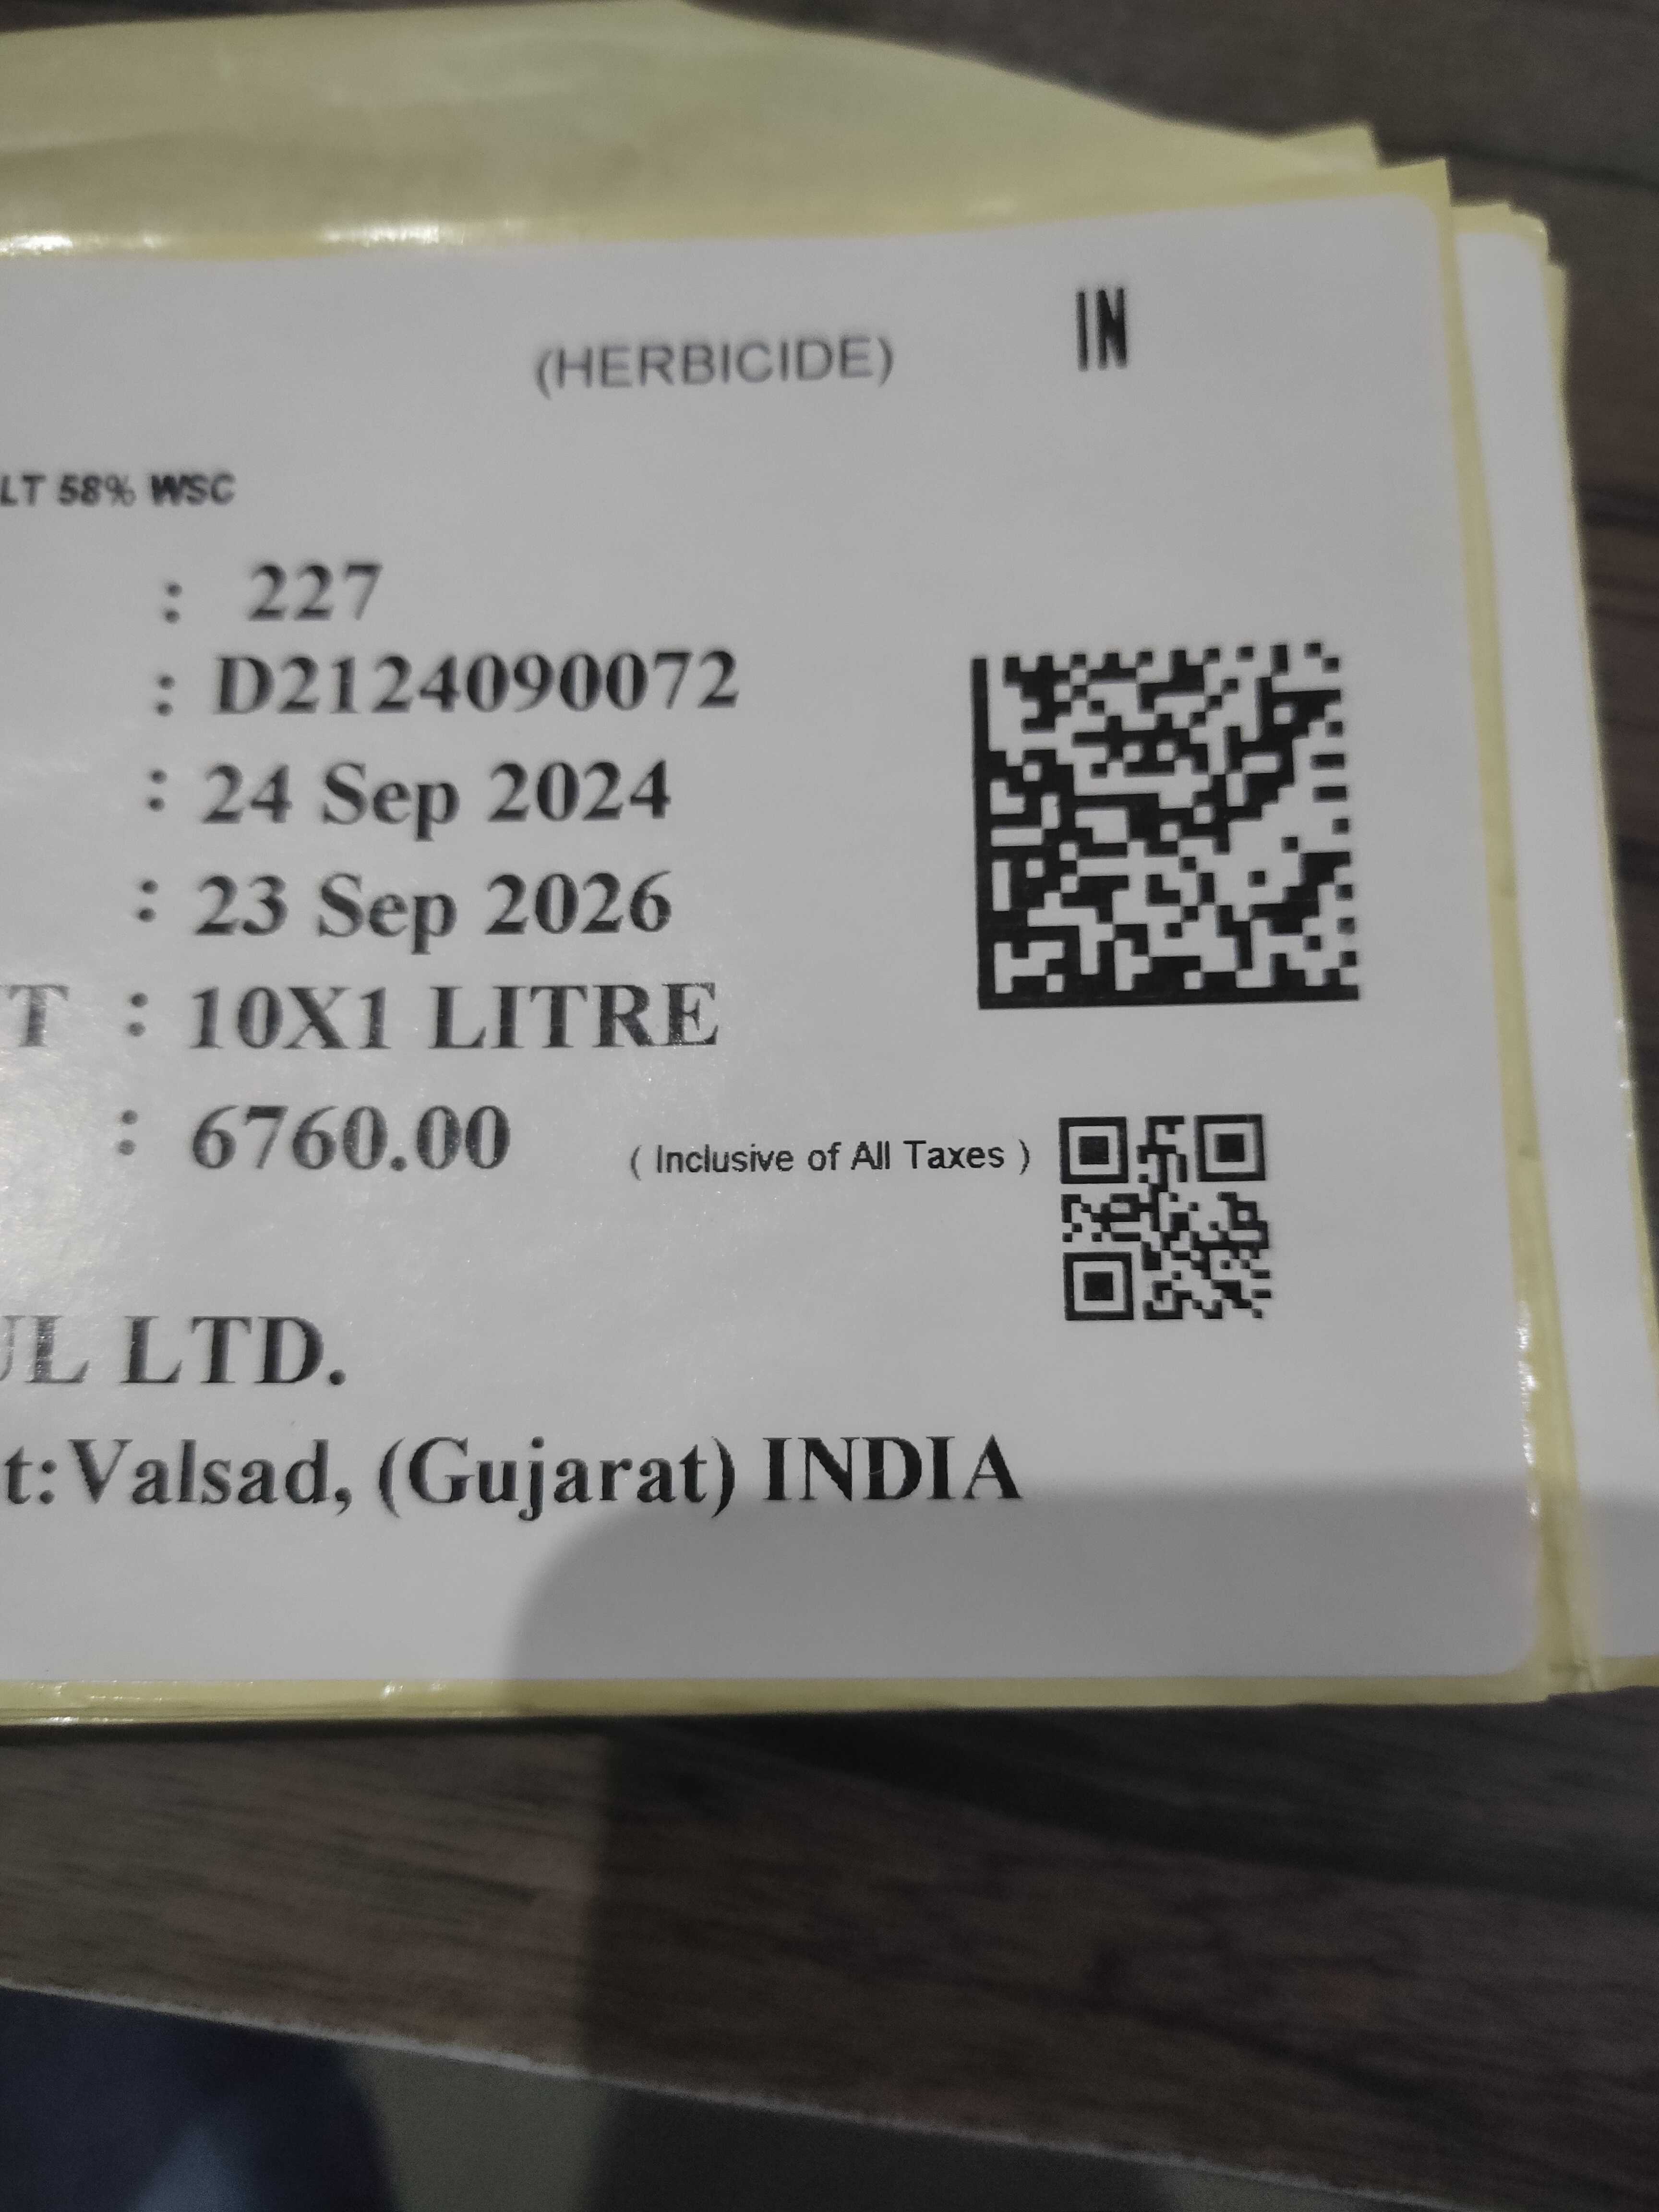 (HERBICIDE) IN
LT 58% WSC
: 227
: D2124090072
: 24 Sep 2024
: 23 Sep 2026
T : 10X1 LITRE
: 6760.00 ( Inclusive of All Taxes )
UL LTD.
t: Valsad, (Gujarat) INDIA